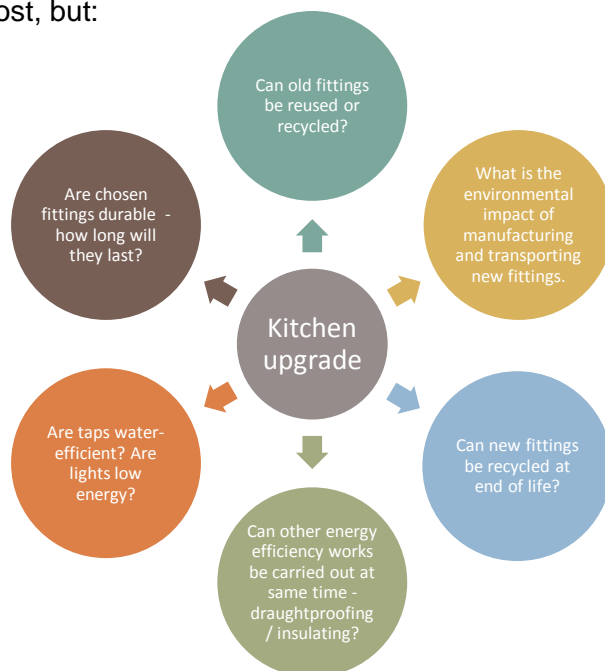 ost, but:
Can old fittings
be reused or
recycled?
What is the
environmental
impact of
manufacturing
and transporting
new fittings.
Can new fittings
be recycled at
end of life?
Can other energy
efficiency works
be carried out at
same time -
draughtproofing
/ insulating?
Are taps water-
efficient? Are
lights low
energy?
Are chosen
fittings durable -
how long will
they last?
Kitchen
upgrade